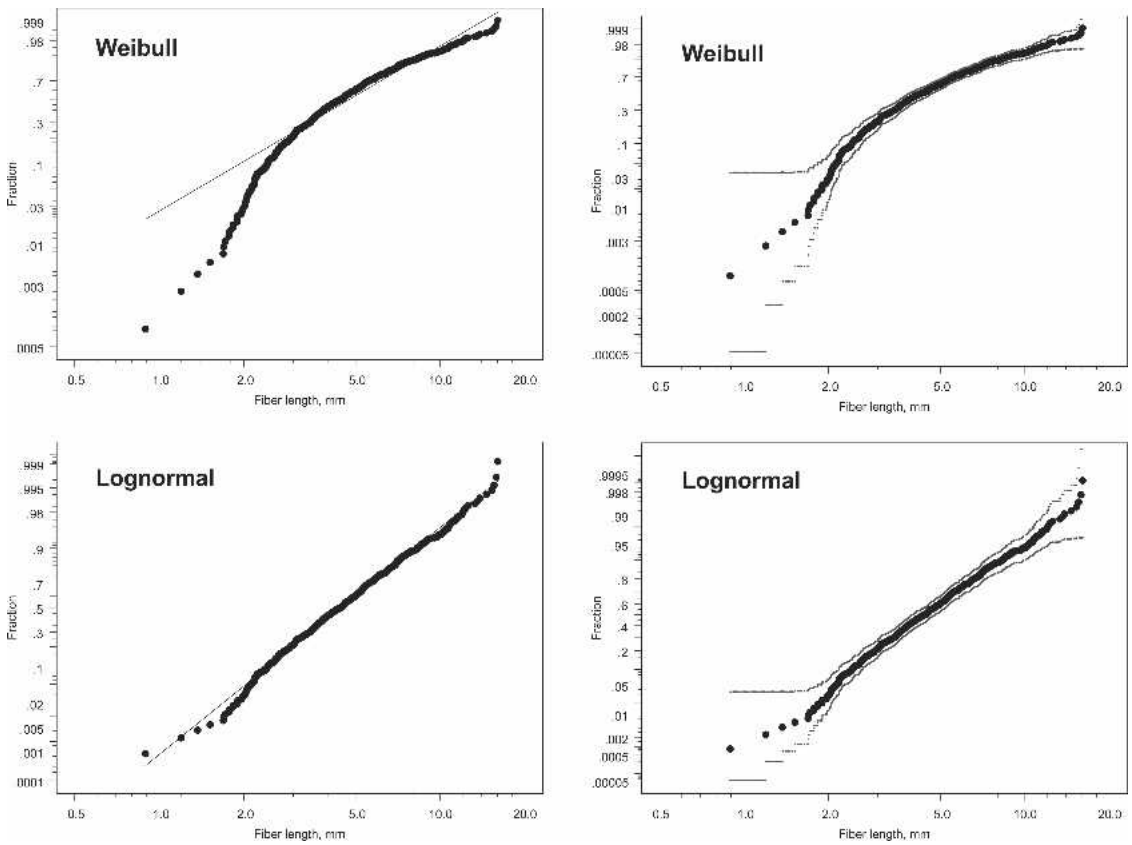 Weibull
.999
.98
.7
.3
.1
.03
.01
.003
.0005
Fraction
0.5 1.0 2.0 5.0 10.0 20.0
Fiber length, mm
Weibull
.999
.98
.7
.3
.1
.03
.01
.003
.0005
.0002
.00005
Fraction
0.5 1.0 2.0 5.0 10.0 20.0
Fiber length, mm
Lognormal
.999
.995
.98
.9
.7
.5
.3
.1
.02
.005
.001
.0001
Fraction
0.5 1.0 2.0 5.0 10.0 20.0
Fiber length, mm
Lognormal
.9995
.998
.99
.95
.8
.6
.4
.2
.05
.01
.002
.0005
.00005
Fraction
0.5 1.0 2.0 5.0 10.0 20.0
Fiber length, mm